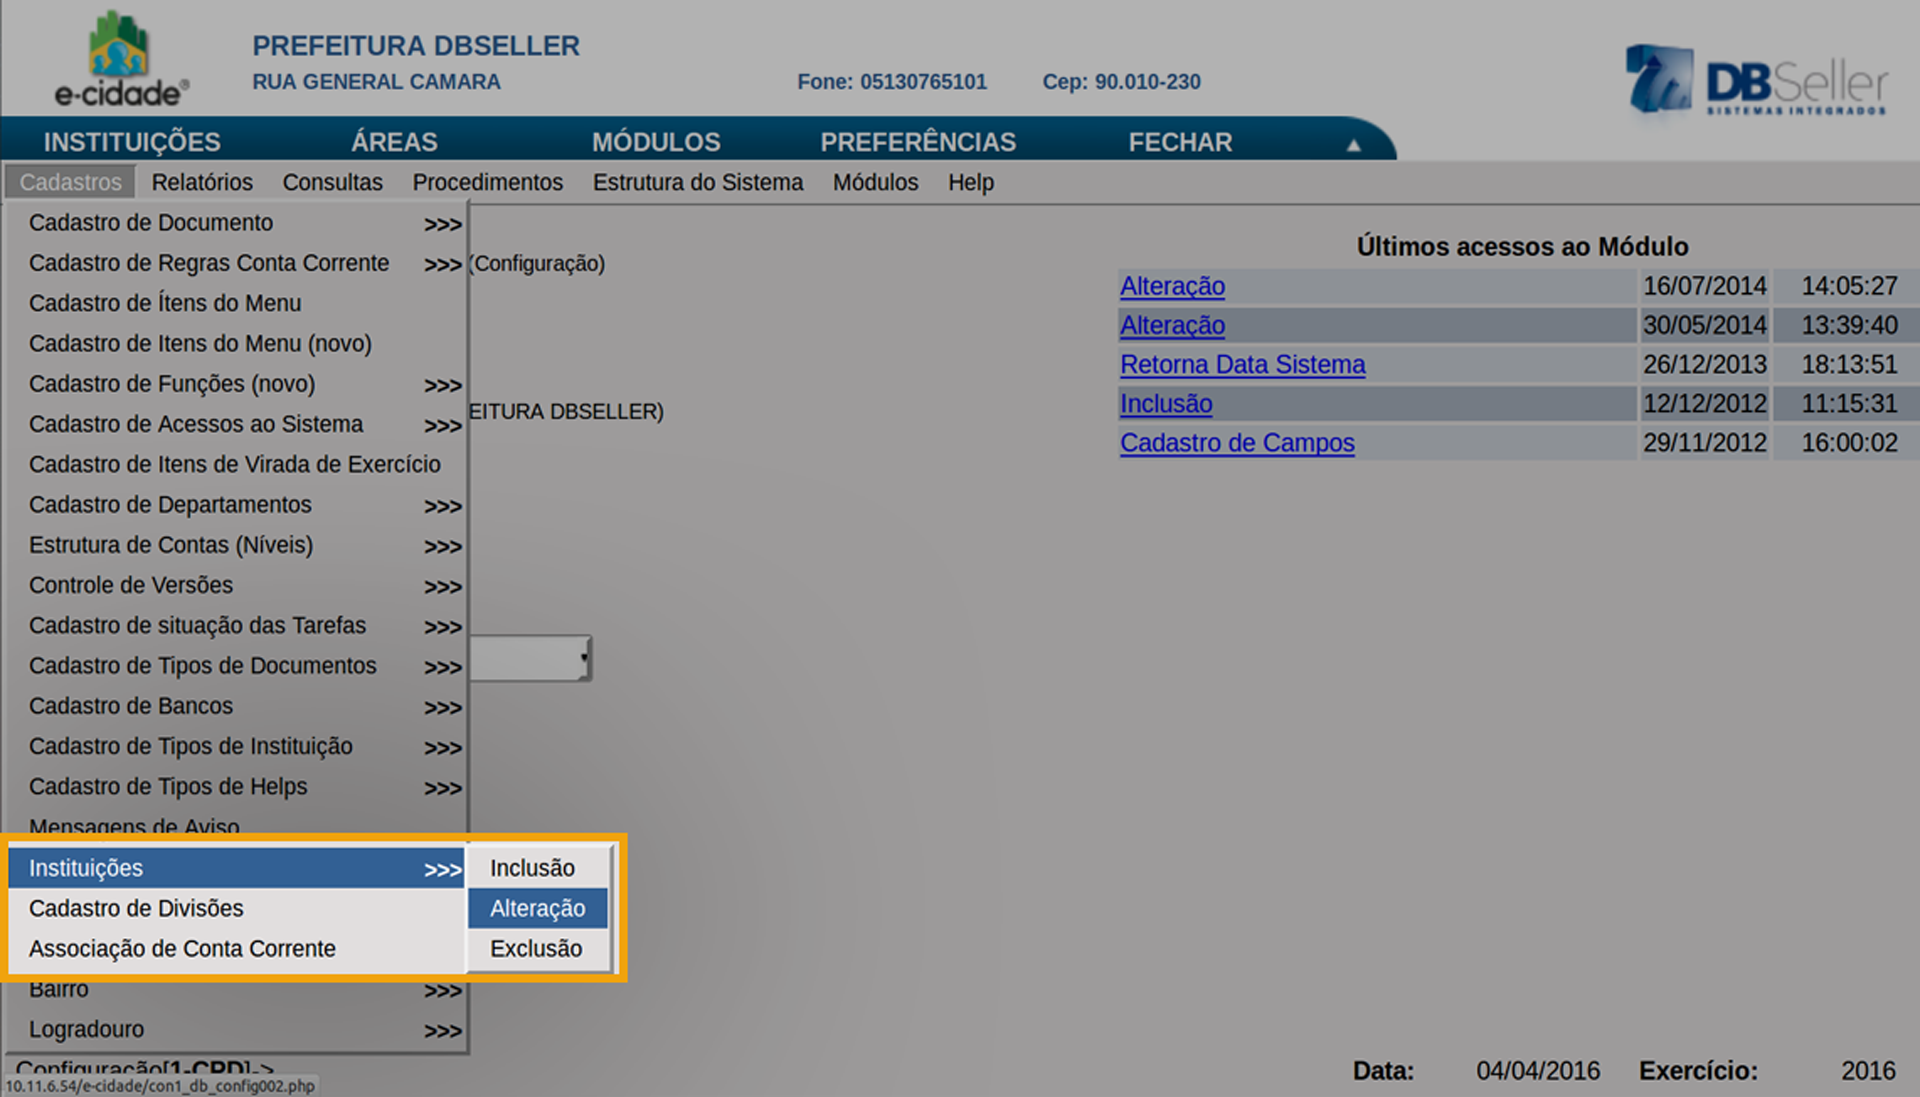 e-cidade®
PREFEITURA DBSELLER
RUA GENERAL CAMARA Fone: 05130765101 Cep: 90.010-230
DBSeller
SISTEMAS INTEGRADOS
INSTITUIÇÕES ÁREAS MÓDULOS PREFERÊNCIAS FECHAR ▲
Cadastros Relatórios Consultas Procedimentos Estrutura do Sistema Módulos Help
Cadastro de Documento >>>
Cadastro de Regras Conta Corrente >>> (Configuração)
Cadastro de Ítens do Menu
Cadastro de Itens do Menu (novo)
Cadastro de Funções (novo) >>>
Cadastro de Acessos ao Sistema >>> EITURA DBSELLER)
Cadastro de Itens de Virada de Exercício
Cadastro de Departamentos >>>
Estrutura de Contas (Níveis) >>>
Controle de Versões >>>
Cadastro de situação das Tarefas >>>
Cadastro de Tipos de Documentos >>>
Cadastro de Bancos >>>
Cadastro de Tipos de Instituição >>>
Cadastro de Tipos de Helps >>>
Mensagens de Aviso
Instituições >>> Inclusão
Cadastro de Divisões Alteração
Associação de Conta Corrente Exclusão
Bairro >>>
Logradouro >>>
Últimos acessos ao Módulo
Alteração 16/07/2014 14:05:27
Alteração 30/05/2014 13:39:40
Retorna Data Sistema 26/12/2013 18:13:51
Inclusão 12/12/2012 11:15:31
Cadastro de Campos 29/11/2012 16:00:02
Configuração[1-CPD]->
10.11.6.54/e-cidade/con1_db_config002.php
Data: 04/04/2016 Exercício: 2016